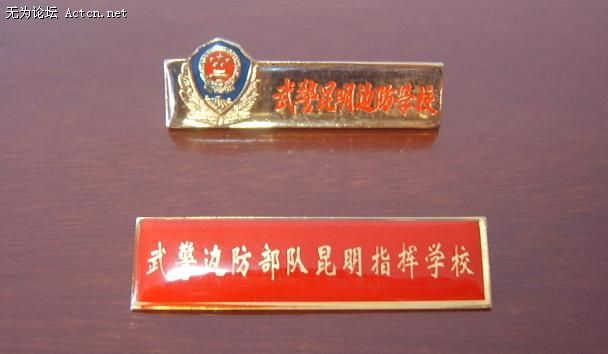 无为论坛 Actcn.net
武警昆明边防学校
武警边防部队昆明指挥学校